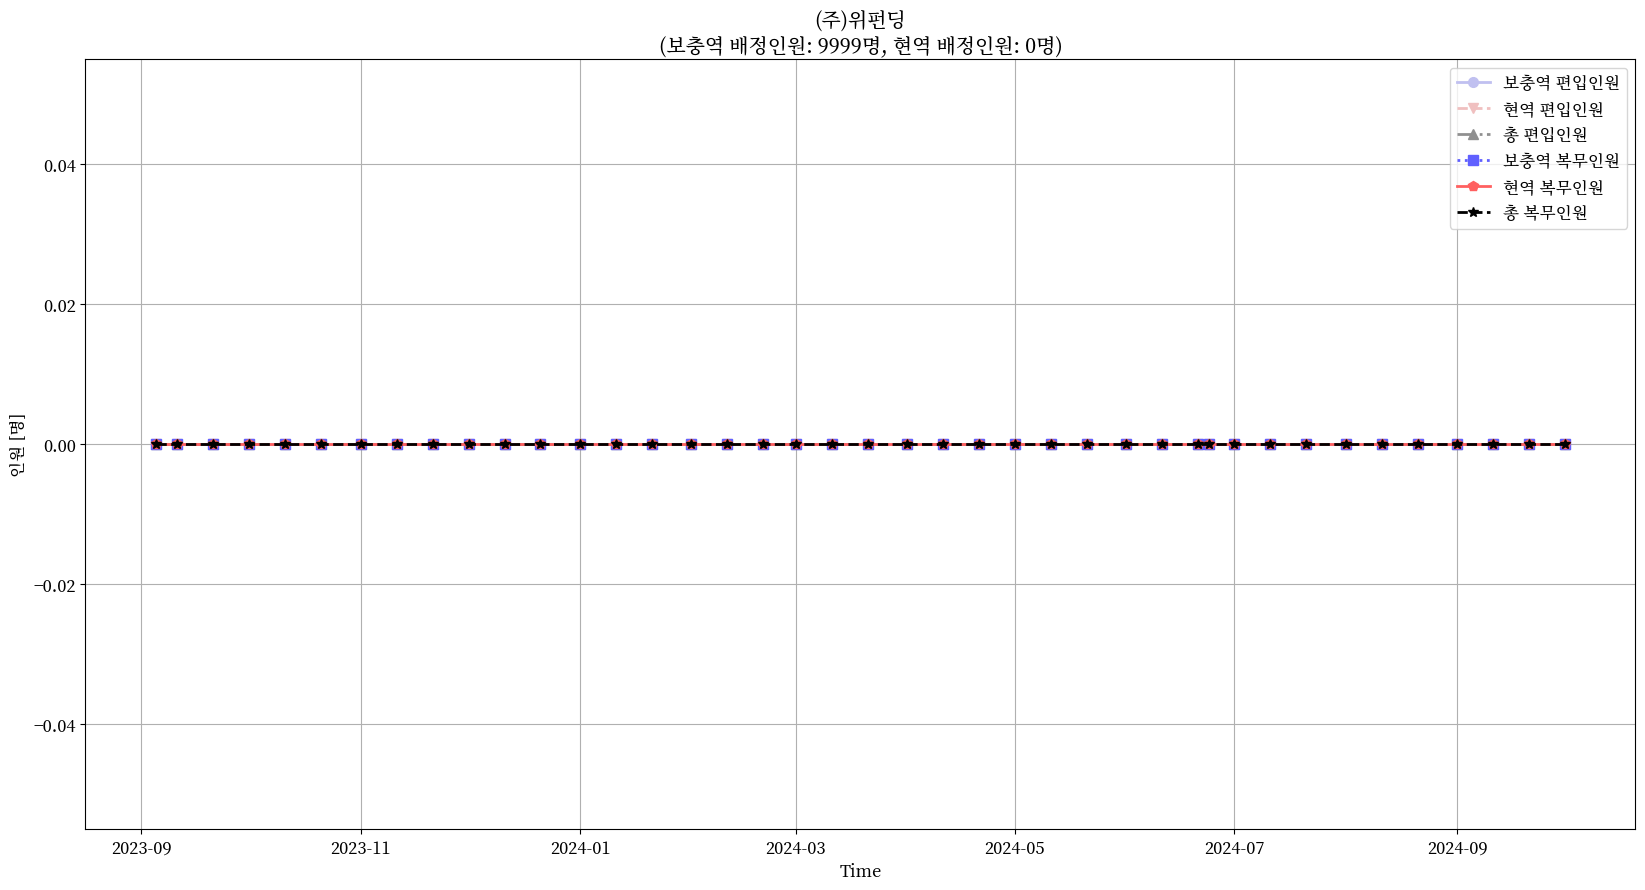 (주)위펀딩
(보충역 배정인원: 9999명, 현역 배정인원: 0명)
보충역 편입인원
현역 편입인원
총 편입인원
보충역 복무인원
현역 복무인원
총 복무인원
인원 [명]
0.04
0.02
0.00
−0.02
−0.04
2023-09
2023-11
2024-01
2024-03
2024-05
2024-07
2024-09
Time